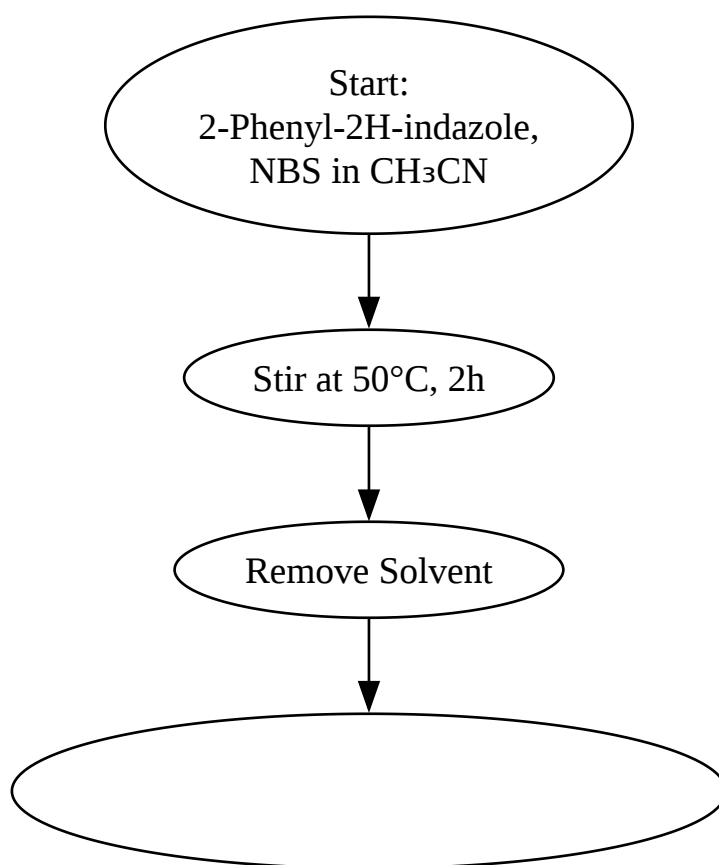 Start:
2-Phenyl-2H-indazole,
NBS in CH₃CN
Stir at 50°C, 2h
Remove Solvent